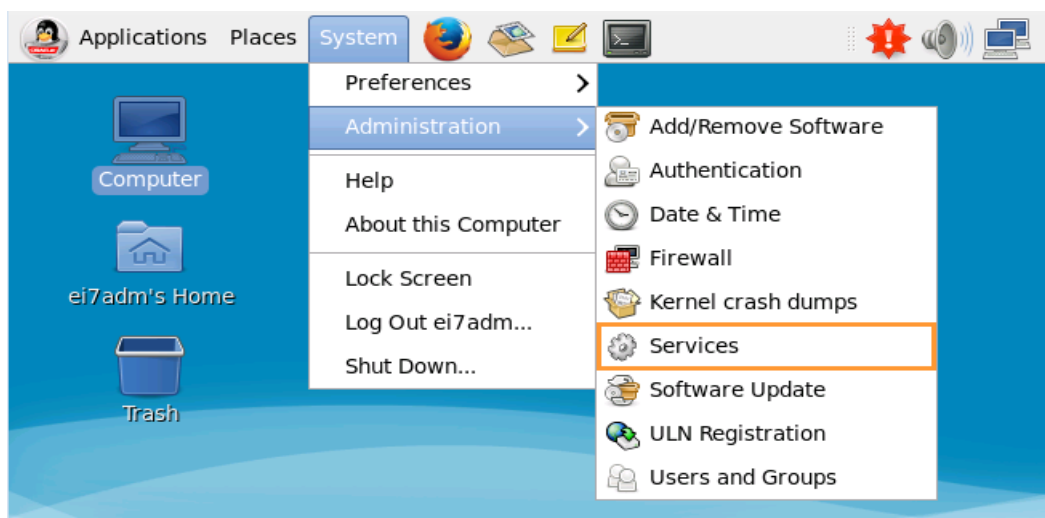 Applications Places System
Preferences
Administration
Help
About this Computer
Lock Screen
Log Out ei7adm...
Shut Down...
Add/Remove Software
Authentication
Date & Time
Firewall
Kernel crash dumps
Services
Software Update
ULN Registration
Users and Groups
Computer
ei7adm's Home
Trash